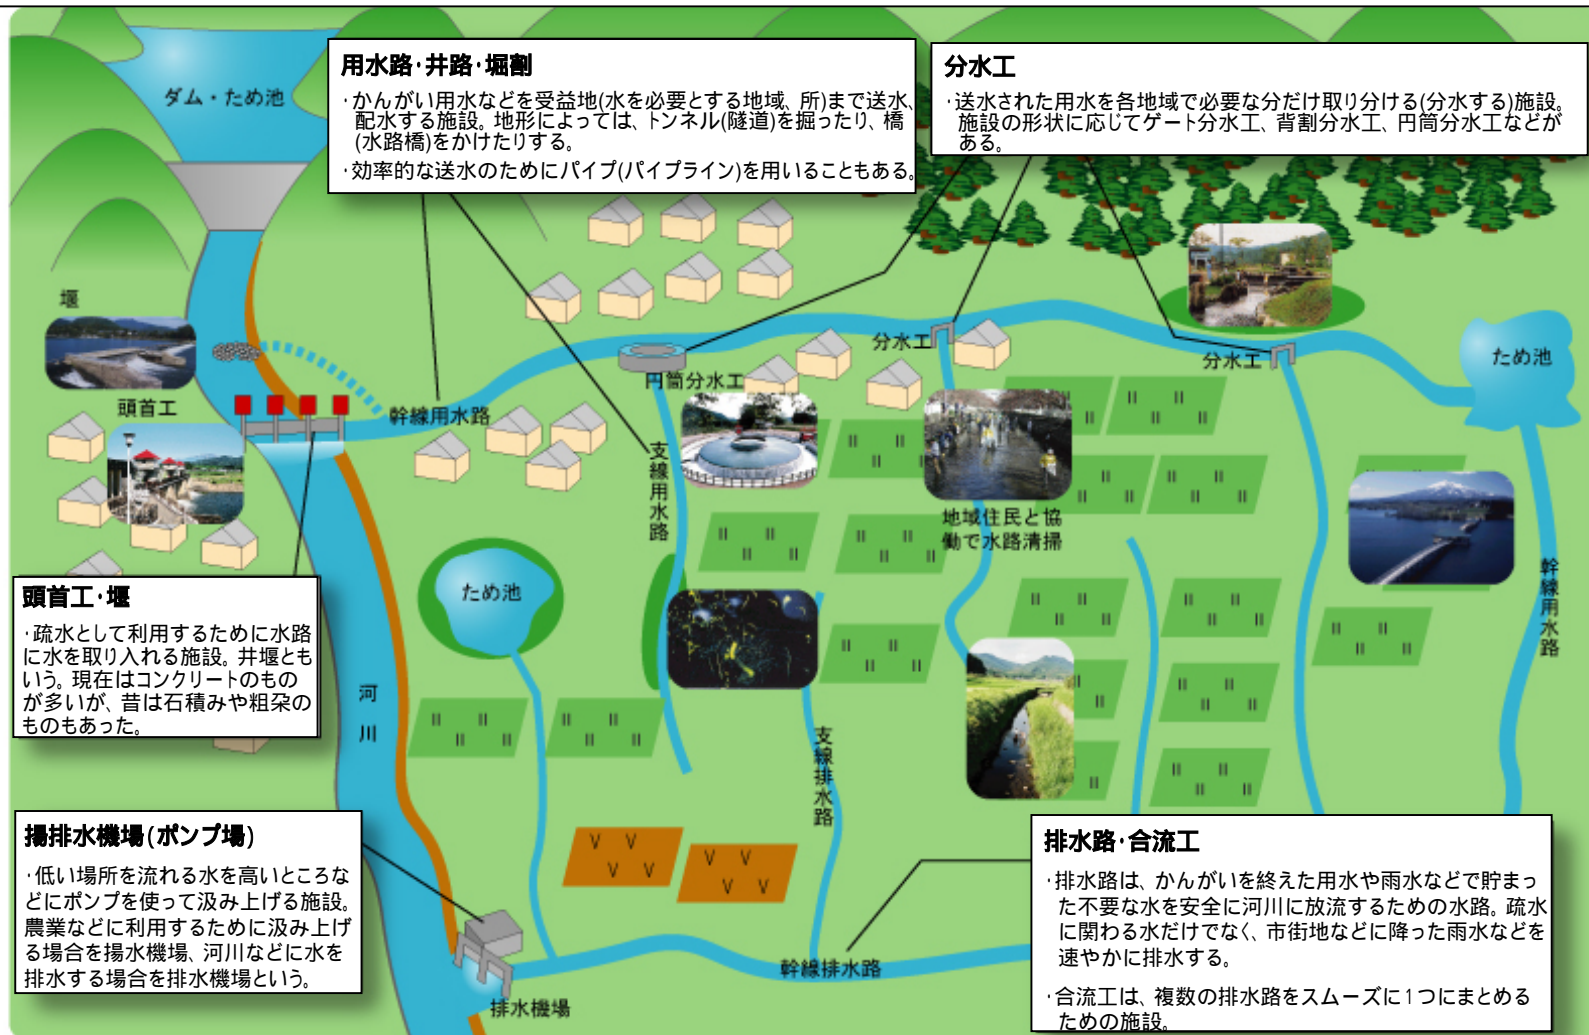 ダム・ため池
用水路・井路・堀割
・かんがい用水などを受益地(水を必要とする地域、所)まで送水、
配水する施設。地形によっては、トンネル(隧道)を掘ったり、橋
(水路橋)をかけたりする。
・効率的な送水のためにパイプ(パイプライン)を用いることもある。
分水工
・送水された用水を各地域で必要な分だけ取り分ける(分水する)施設。
施設の形状に応じてゲート分水工、背割分水工、円筒分水工などが
ある。
堰
頭首工
幹線用水路
円筒分水工
分水工
分水工
ため池
支線用水路
地域住民と協
働で水路清掃
幹線用水路
頭首工・堰
・疏水として利用するために水路
に水を取り入れる施設。井堰とも
いう。現在はコンクリートのもの
が多いが、昔は石積みや粗朶の
ものもあった。
ため池
河川
支線排水路
揚排水機場(ポンプ場)
・低い場所を流れる水を高いところな
どにポンプを使って汲み上げる施設。
農業などに利用するために汲み上げ
る場合を揚水機場、河川などに水を
排水する場合を排水機場という。
排水機場
幹線排水路
排水路・合流工
・排水路は、かんがいを終えた用水や雨水などで貯まっ
た不要な水を安全に河川に放流するための水路。疏水
に関わる水だけでなく、市街地などに降った雨水などを
速やかに排水する。
・合流工は、複数の排水路をスムーズに1つにまとめる
ための施設。